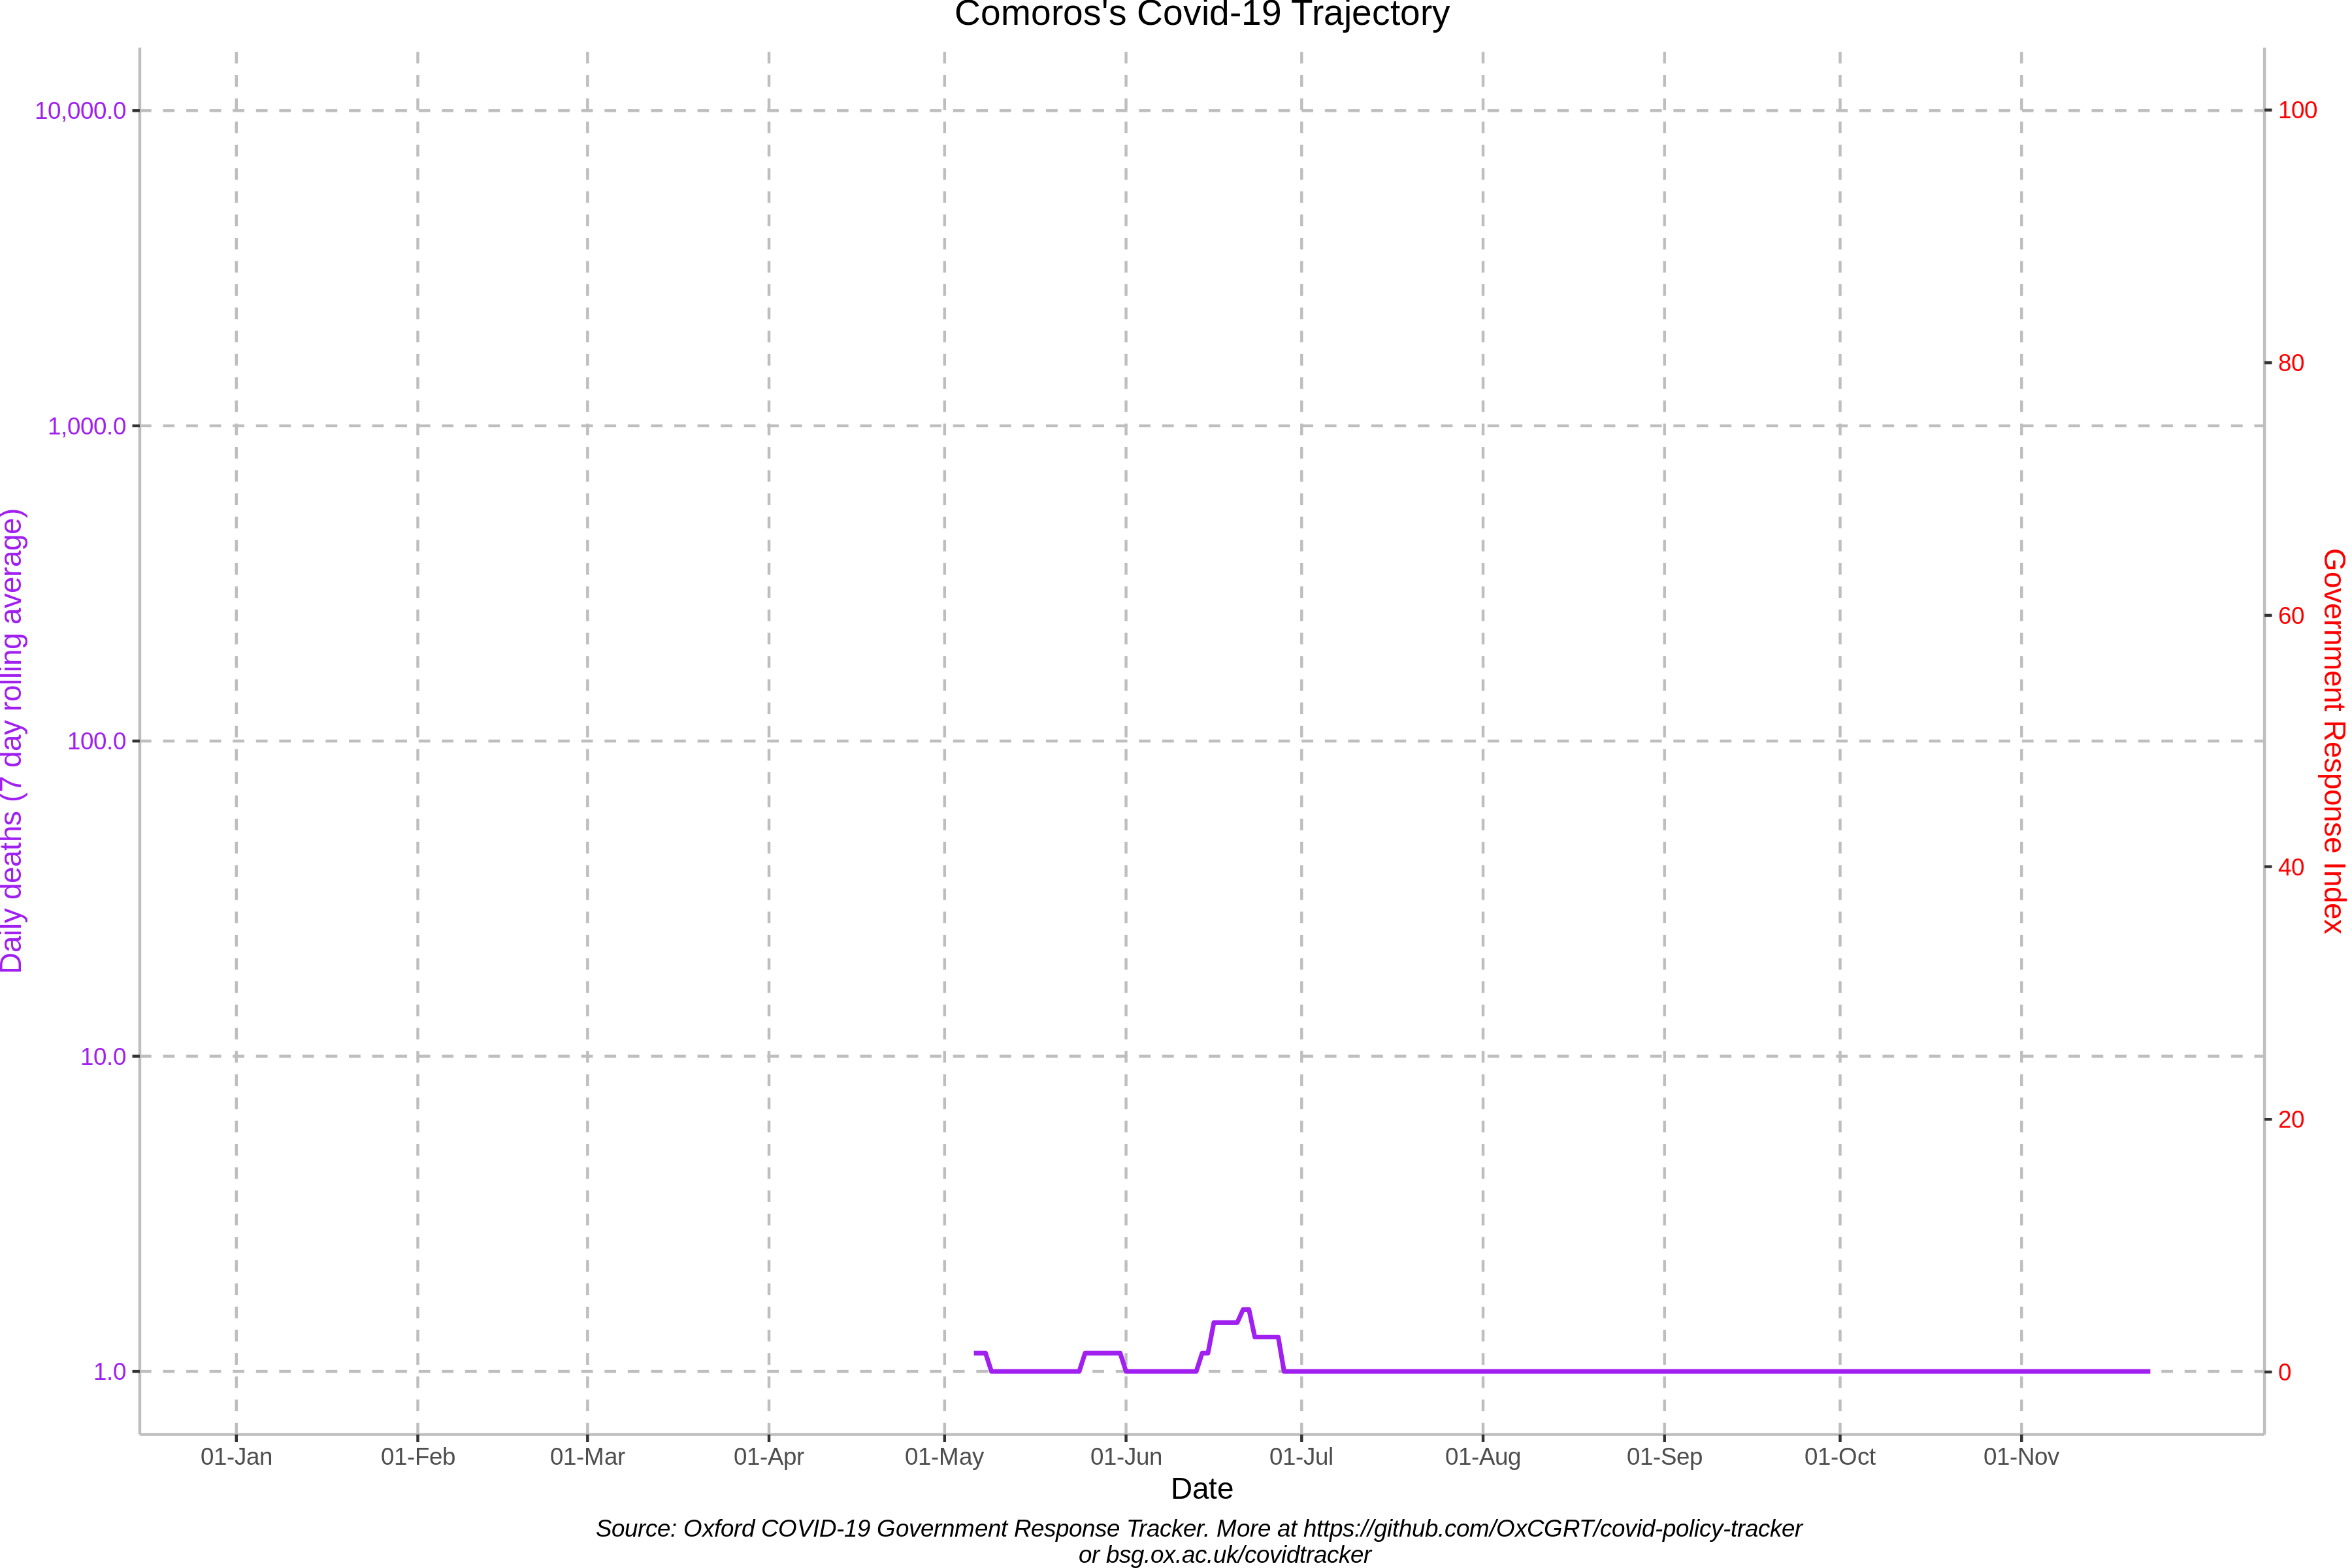 Comoros's Covid-19 Trajectory
10,000.0
1,000.0
100.0
10.0
1.0
Daily deaths (7 day rolling average)
100
80
60
40
20
0
Government Response Index
01-Jan 01-Feb 01-Mar 01-Apr 01-May 01-Jun 01-Jul 01-Aug 01-Sep 01-Oct 01-Nov
Date
Source: Oxford COVID-19 Government Response Tracker. More at https://github.com/OxCGRT/covid-policy-tracker
or bsg.ox.ac.uk/covidtracker